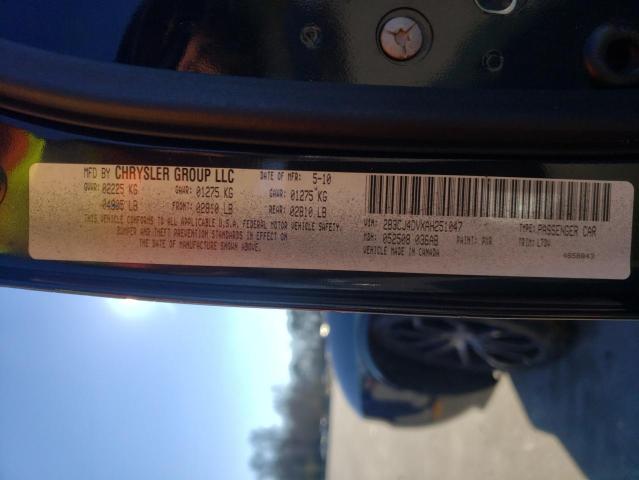 MFD BY CHRYSLER GROUP LLC DATE OF MFR: 5-10
GVWR: 02225 KG GAWR: 01275 KG GAWR: 01275 KG
04905 LB FRONT: 02810 LB REAR: 02810 LB
THIS VEHICLE CONFORMS TO ALL APPLICABLE U.S.A. FEDERAL MOTOR VEHICLE SAFETY,
BUMPER AND THEFT PREVENTION STANDARDS IN EFFECT ON
THE DATE OF MANUFACTURE SHOWN ABOVE.
VIN: 2B3CJ4DVXAH251047 TYPE: PASSENGER CAR
MDH: 052508 036AB PAINT: PXR TRIM: L7DV
VEHICLE MADE IN CANADA